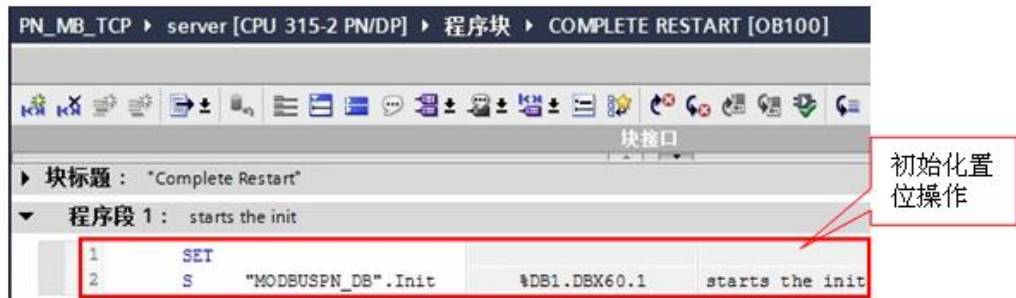 PN_MB_TCP ▸ server [CPU 315-2 PN/DP] ▸ 程序块 ▸ COMPLETE RESTART [OB100]
块接口
块标题： "Complete Restart"
程序段 1： starts the init
1 SET
2 S "MODBUSPN_DB".Init %DB1.DBX60.1 starts the init
初始化置
位操作